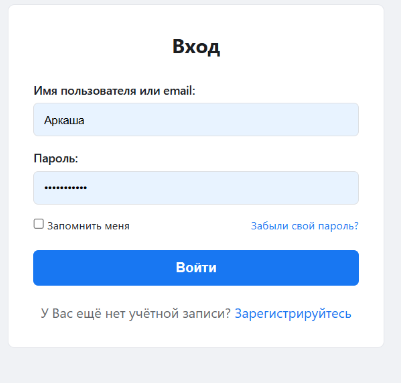 Вход
Имя пользователя или email:
Аркаша
Пароль:
•••••••••••
Запомнить меня
Забыли свой пароль?
Войти
У Вас ещё нет учётной записи? Зарегистрируйтесь